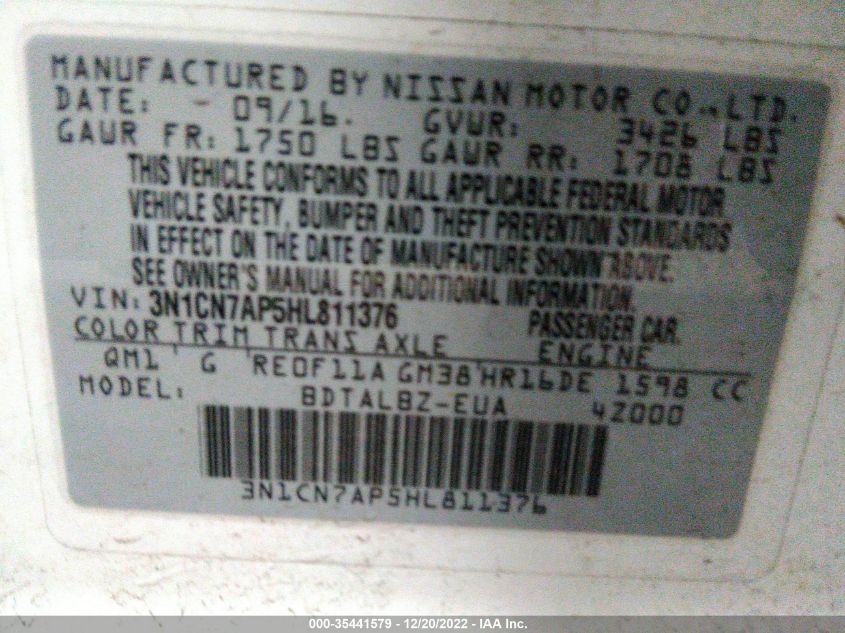 MANUFACTURED BY NISSAN MOTOR CO., LTD.
DATE: - 09/16. GVWR: 3426 LBS
GAWR FR: 1750 LBS GAWR RR: 1708 LBS
THIS VEHICLE CONFORMS TO ALL APPLICABLE FEDERAL MOTOR
VEHICLE SAFETY, BUMPER AND THEFT PREVENTION STANDARDS
IN EFFECT ON THE DATE OF MANUFACTURE SHOWN ABOVE.
SEE OWNER'S MANUAL FOR ADDITIONAL INFORMATION.
VIN: 3N1CN7AP5HL811376 PASSENGER CAR.
COLOR TRIM TRANS AXLE ENGINE
QM1 G RE0F11A GM38 HR16DE 1598 CC
MODEL: BDTALBZ-EUA 4Z000
3N1CN7AP5HL811376
000-35441579 - 12/20/2022 - IAA Inc.